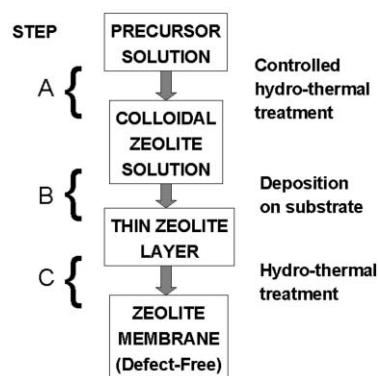 STEP
PRECURSOR
SOLUTION
A
Controlled
hydro-thermal
treatment
COLLOIDAL
ZEOLITE
SOLUTION
B
Deposition
on substrate
THIN ZEOLITE
LAYER
C
Hydro-thermal
treatment
ZEOLITE
MEMBRANE
(Defect-Free)